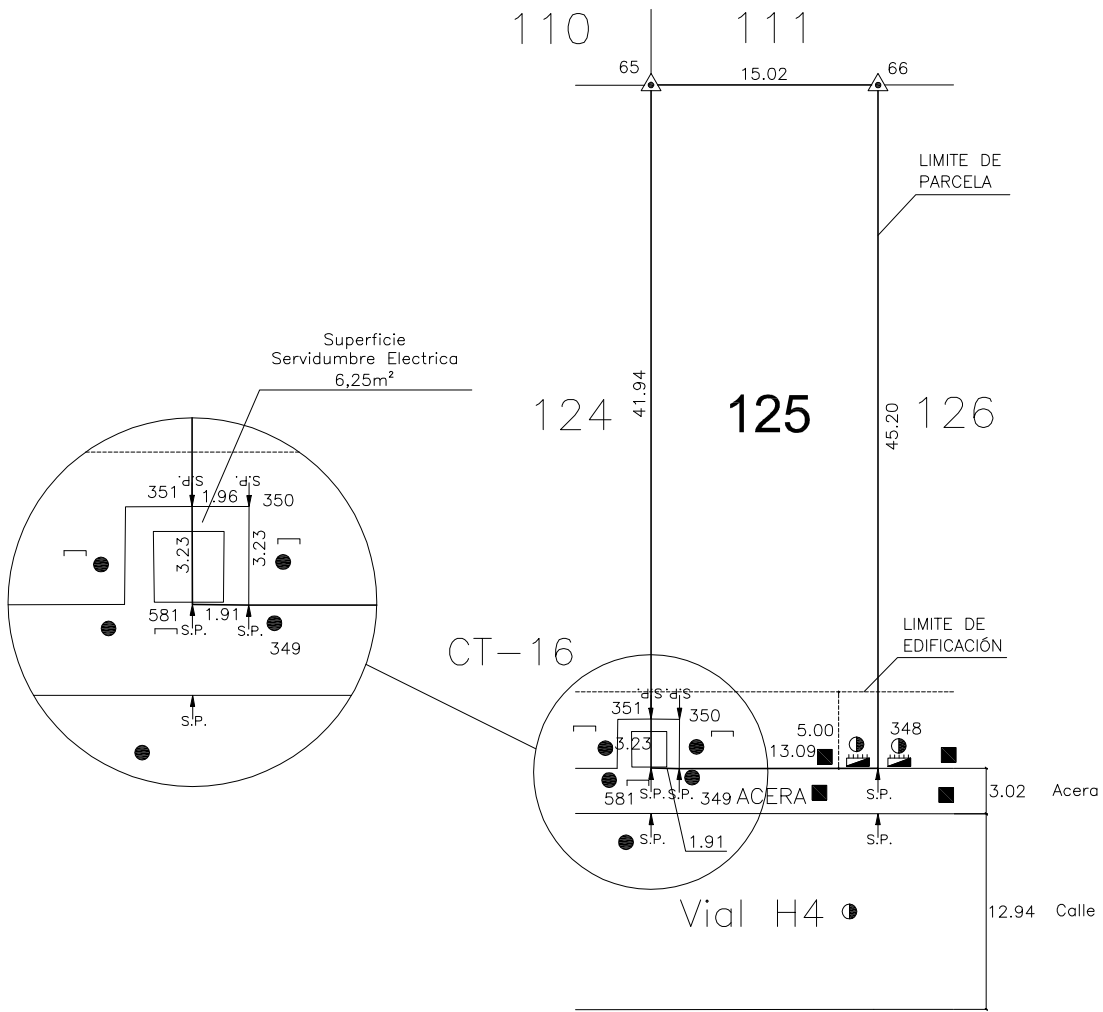 110
111
65
15.02
66
LIMITE DE
PARCELA
Superficie
Servidumbre Electrica
6,25m²
41.94
124
125
45.20
126
S.P.
S.P.
351
1.96
350
3.23
3.23
581
1.91
S.P.
S.P.
349
S.P.
CT-16
LIMITE DE
EDIFICACIÓN
S.P.
S.P.
351
350
5.00
348
3.23
13.09
581
S.P.
S.P.
349
ACERA
S.P.
3.02
Acera
S.P.
1.91
S.P.
Vial H4
12.94
Calle